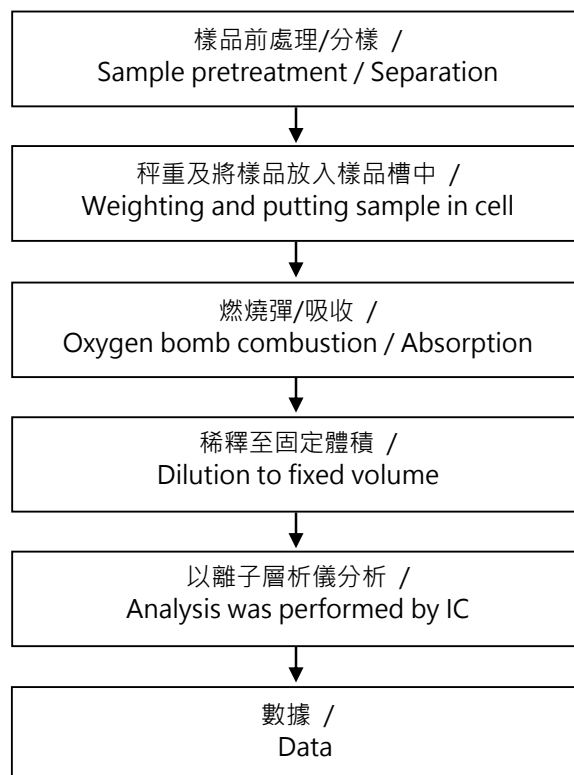 樣品前處理/分樣 /
Sample pretreatment / Separation
秤重及將樣品放入樣品槽中 /
Weighting and putting sample in cell
燃燒彈/吸收 /
Oxygen bomb combustion / Absorption
稀釋至固定體積 /
Dilution to fixed volume
以離子層析儀分析 /
Analysis was performed by IC
數據 /
Data